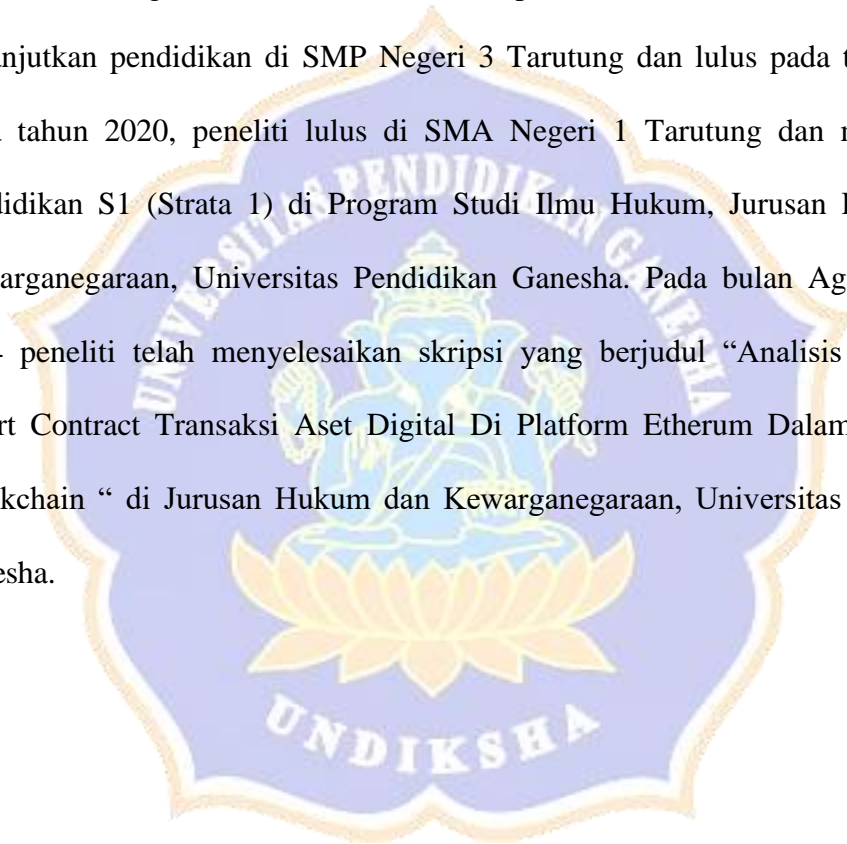 anjutkan pendidikan di SMP Negeri 3 Tarutung dan lulus pada t
tahun 2020, peneliti lulus di SMA Negeri 1 Tarutung dan
didikan S1 (Strata 1) di Program Studi Ilmu Hukum, Jurusan
arganegaraan, Universitas Pendidikan Ganesha. Pada bulan Ag
peneliti telah menyelesaikan skripsi yang berjudul “Analisis
rt Contract Transaksi Aset Digital Di Platform Etherum Dalam
kchain “ di Jurusan Hukum dan Kewarganegaraan, Universitas
esha.
UNIVERSITAS PENDIDIKAN GANESHA
UNDIKSHA